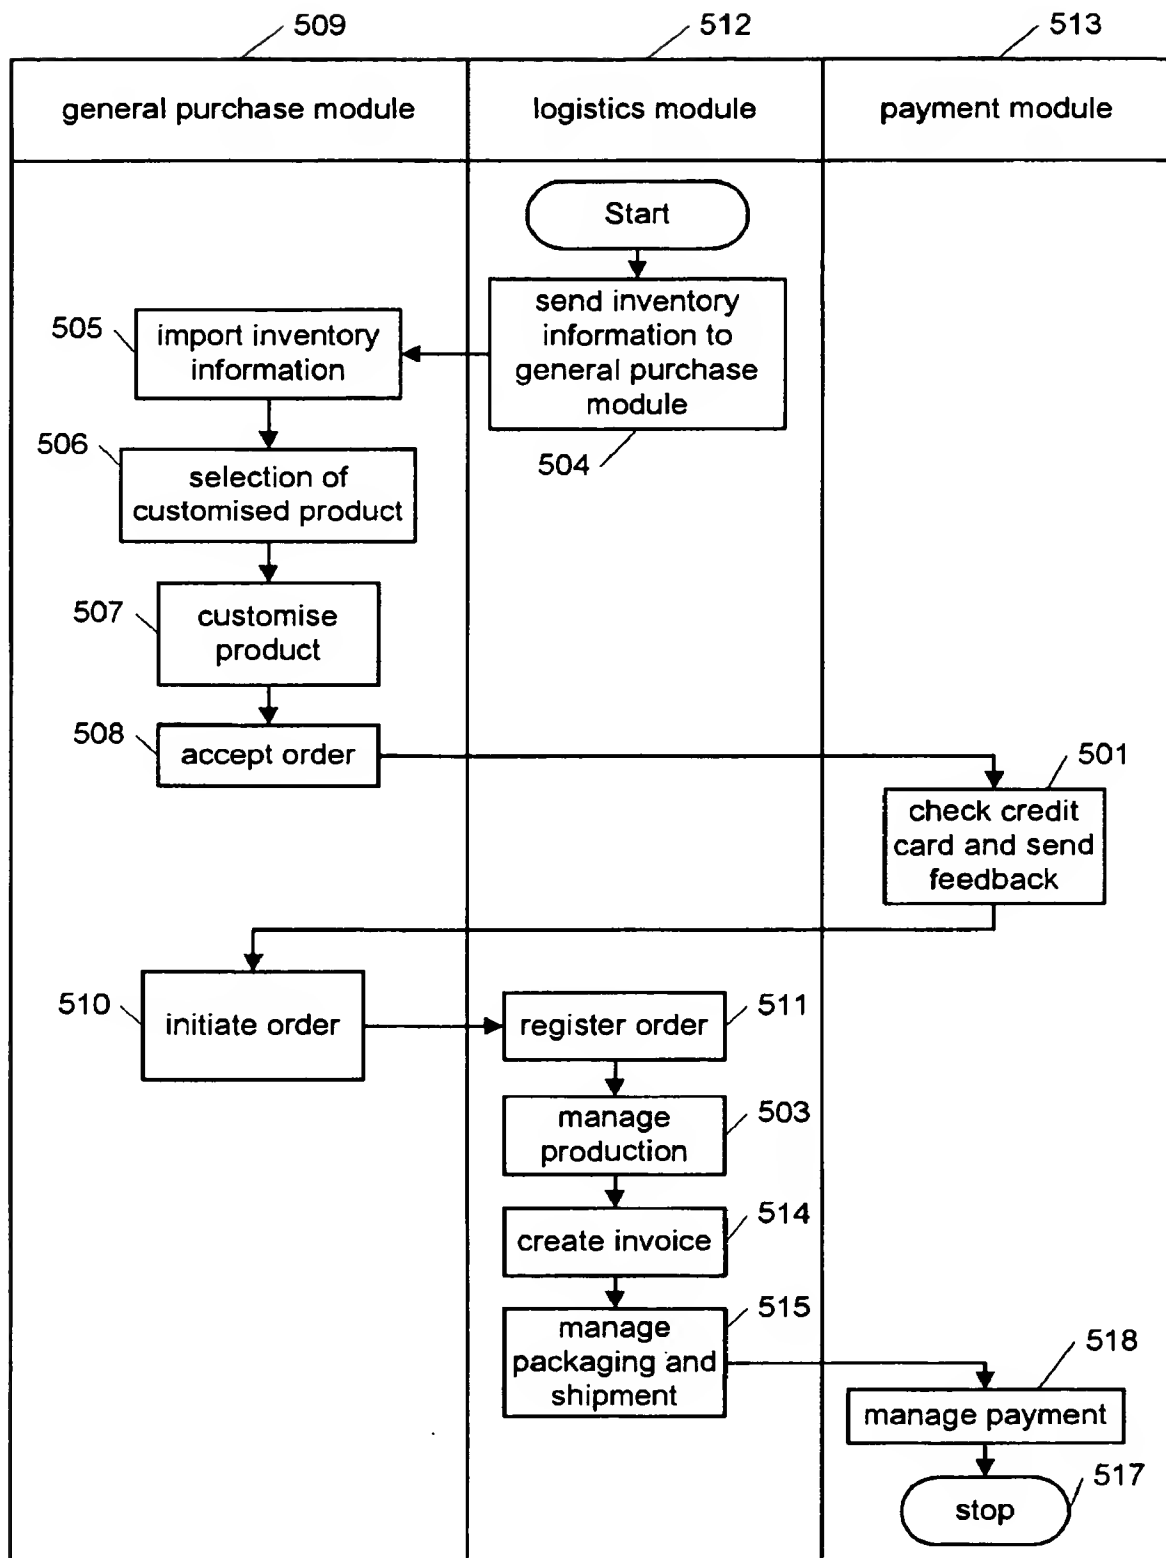 509
512
513
general purchase module
logistics module
payment module
Start
send inventory
information to
general purchase
module
504
505
import inventory
information
506
selection of
customised product
507
customise
product
508
accept order
501
check credit
card and send
feedback
510
initiate order
register order
511
manage
production
503
create invoice
514
manage
packaging and
shipment
515
518
manage payment
stop
517